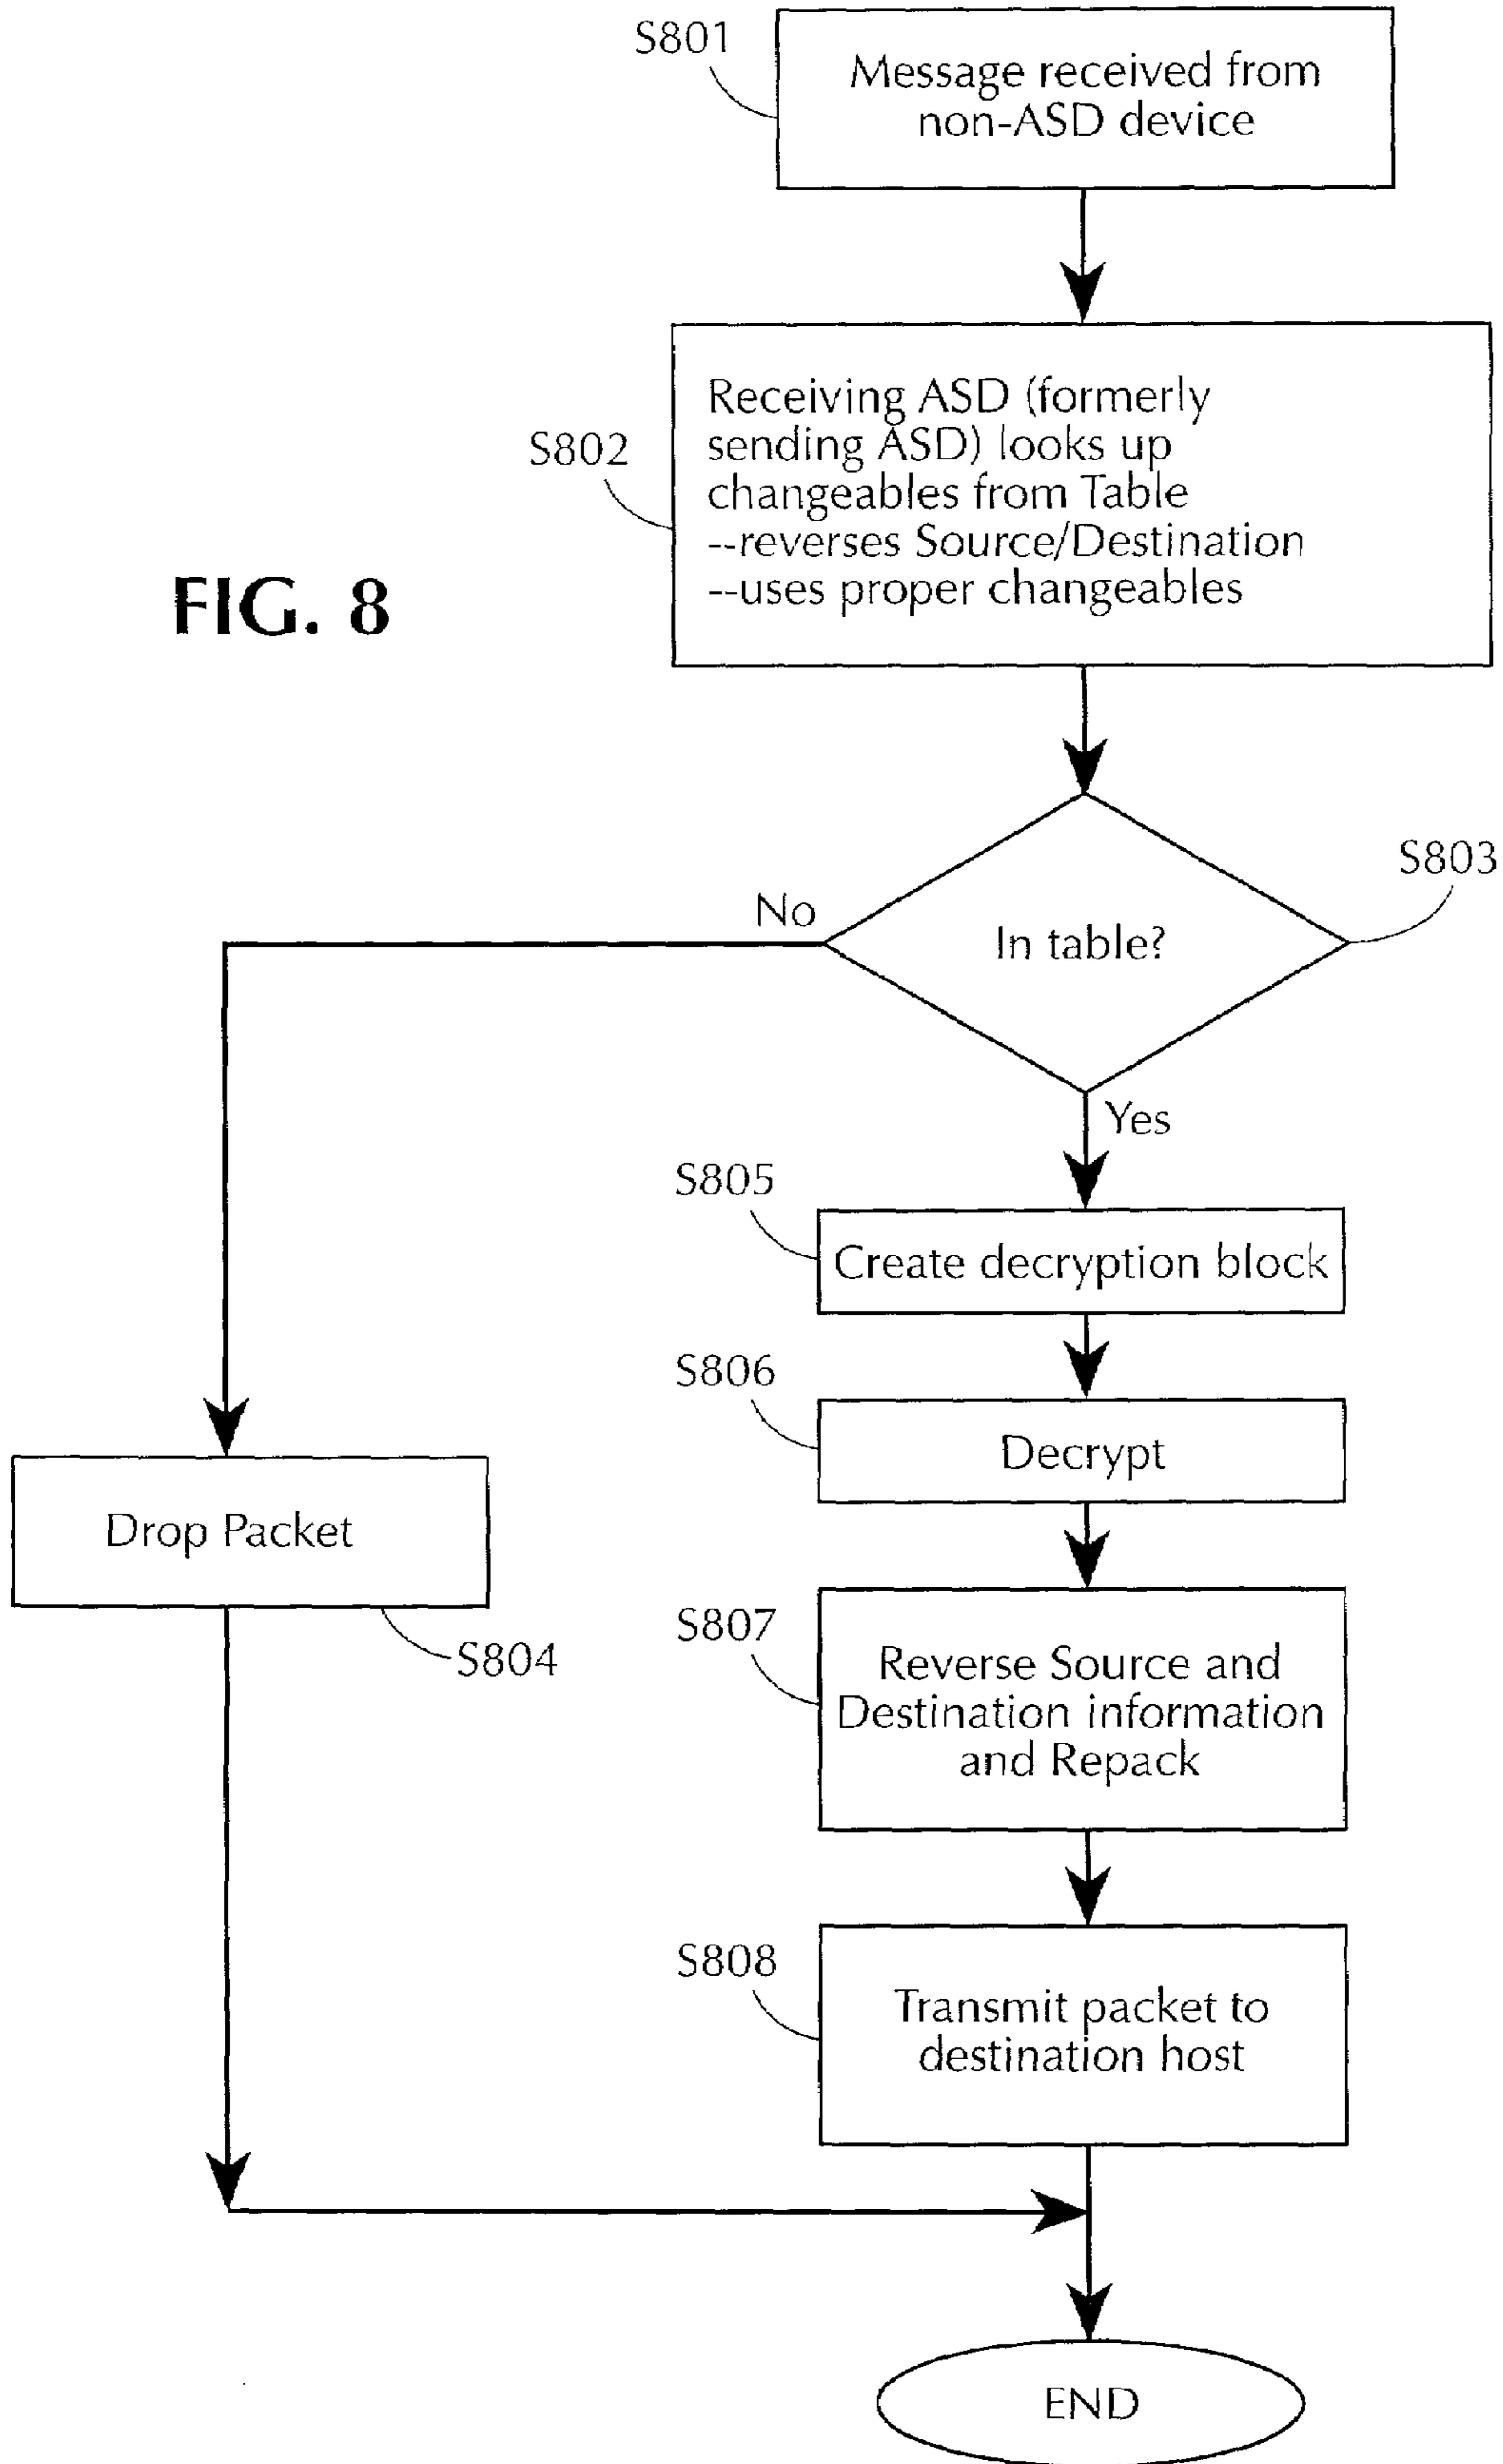 S801
Message received from
non-ASD device
S802
Receiving ASD (formerly
sending ASD) looks up
changeables from Table
--reverses Source/Destination
--uses proper changeables
FIG. 8
S803
No
In table?
Yes
S805
Create decryption block
S806
Decrypt
Drop Packet
S804
S807
Reverse Source and
Destination information
and Repack
S808
Transmit packet to
destination host
END